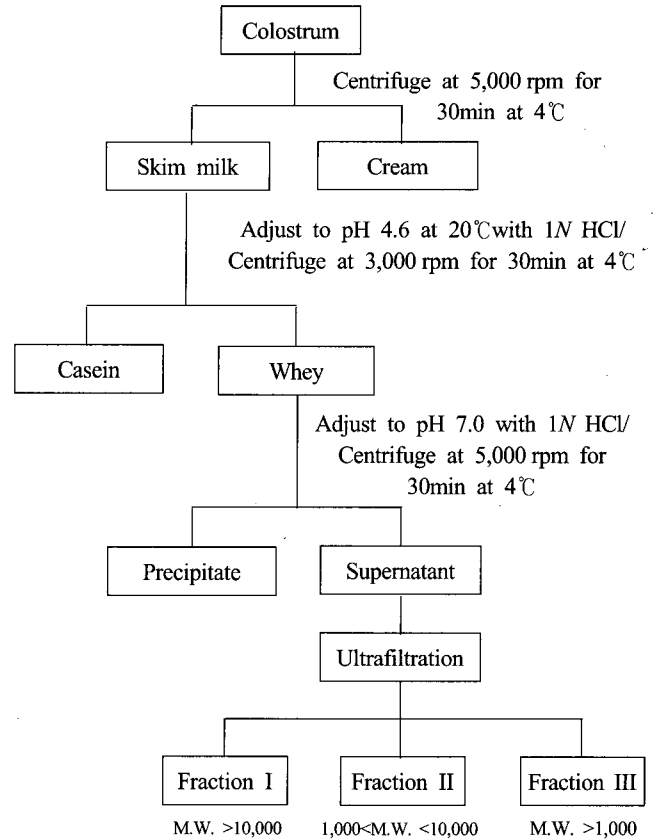 Colostrum
Centrifuge at 5,000 rpm for
30min at 4℃
Skim milk
Cream
Adjust to pH 4.6 at 20℃with 1N HCl/
Centrifuge at 3,000 rpm for 30min at 4℃
Casein
Whey
Adjust to pH 7.0 with 1N HCl/
Centrifuge at 5,000 rpm for
30min at 4℃
Precipitate
Supernatant
Ultrafiltration
Fraction I
Fraction II
Fraction III
M.W. >10,000
1,000<M.W. <10,000
M.W. >1,000